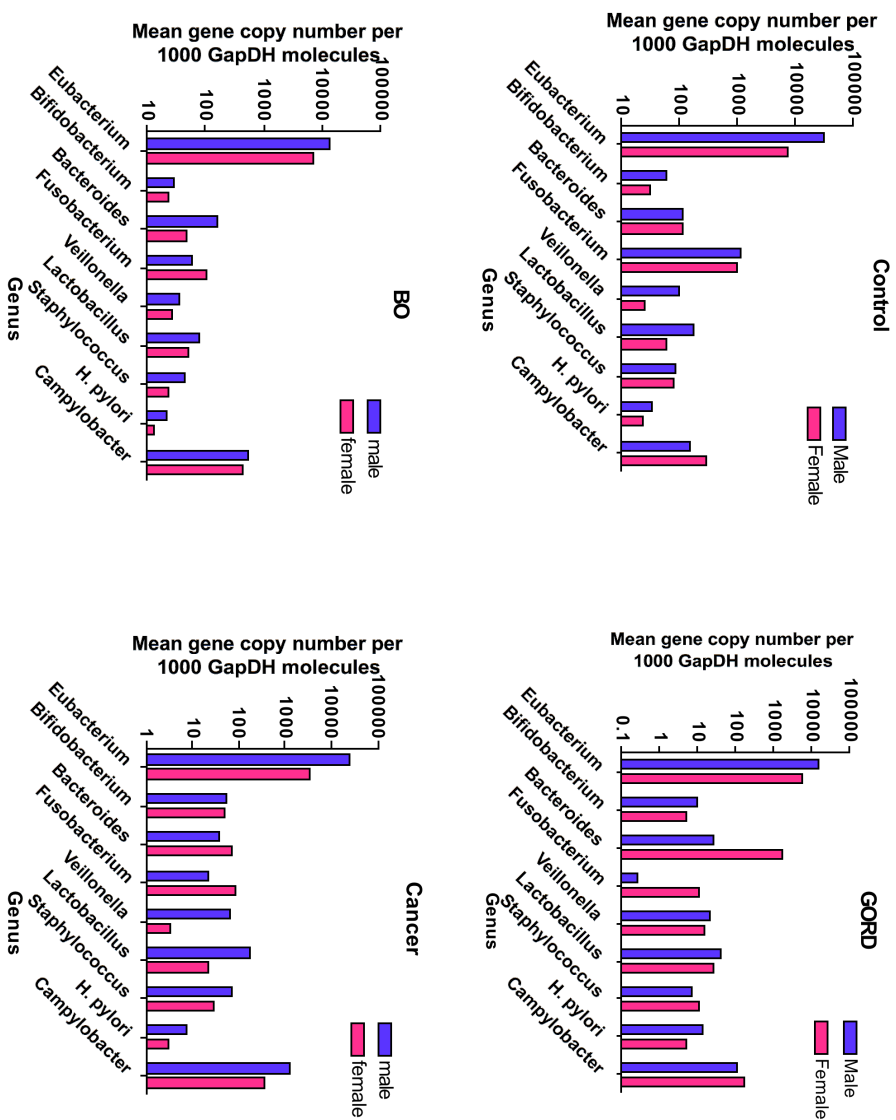 Control
Mean gene copy number per
1000 GapDH molecules
100000
10000
1000
100
10
Eubacterium
Bifidobacterium
Bacteroides
Fusobacterium
Veillonella
Lactobacillus
Staphylococcus
H. pylori
Campylobacter
Genus
Male
Female
GORD
Mean gene copy number per
1000 GapDH molecules
100000
10000
1000
100
10
1
0.1
Eubacterium
Bifidobacterium
Bacteroides
Fusobacterium
Veillonella
Lactobacillus
Staphylococcus
H. pylori
Campylobacter
Genus
Male
Female
BO
Mean gene copy number per
1000 GapDH molecules
100000
10000
1000
100
10
Eubacterium
Bifidobacterium
Bacteroides
Fusobacterium
Veillonella
Lactobacillus
Staphylococcus
H. pylori
Campylobacter
Genus
male
female
Cancer
Mean gene copy number per
1000 GapDH molecules
100000
10000
1000
100
10
1
Eubacterium
Bifidobacterium
Bacteroides
Fusobacterium
Veillonella
Lactobacillus
Staphylococcus
H. pylori
Campylobacter
Genus
male
female